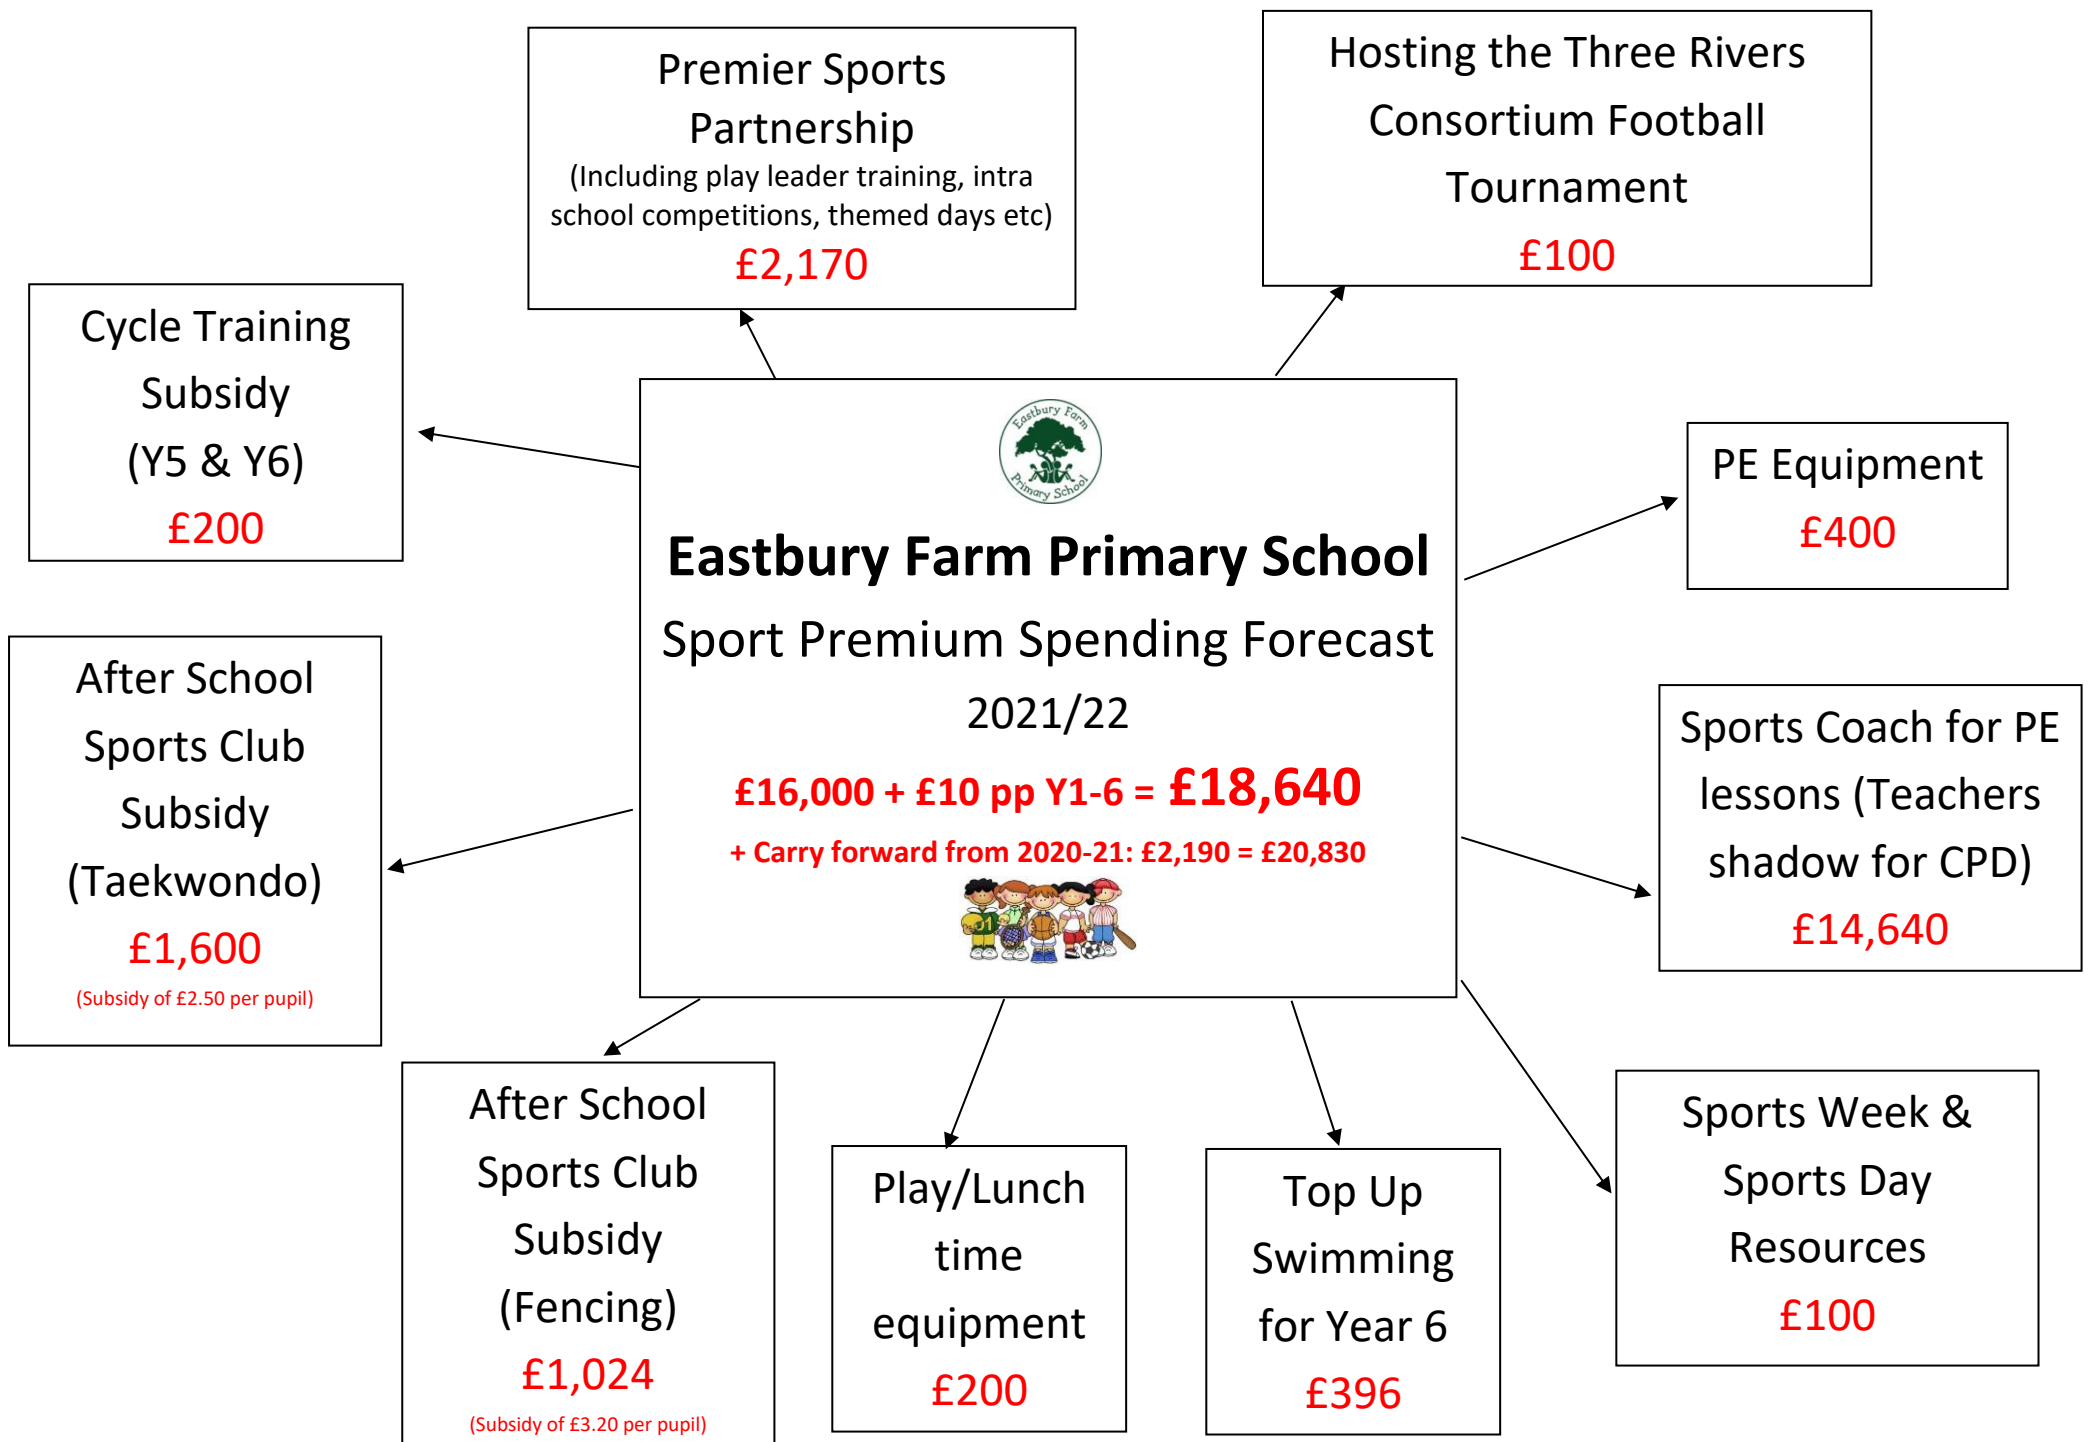 Premier Sports
Partnership
(Including play leader training, intra
school competitions, themed days etc)
£2,170
Hosting the Three Rivers
Consortium Football
Tournament
£100
Cycle Training
Subsidy
(Y5 & Y6)
£200
Eastbury Farm
Primary School
Eastbury Farm Primary School
Sport Premium Spending Forecast
2021/22
£16,000 + £10 pp Y1-6 = £18,640
+ Carry forward from 2020-21: £2,190 = £20,830
PE Equipment
£400
After School
Sports Club
Subsidy
(Taekwondo)
£1,600
(Subsidy of £2.50 per pupil)
Sports Coach for PE
lessons (Teachers
shadow for CPD)
£14,640
After School
Sports Club
Subsidy
(Fencing)
£1,024
(Subsidy of £3.20 per pupil)
Play/Lunch
time
equipment
£200
Top Up
Swimming
for Year 6
£396
Sports Week &
Sports Day
Resources
£100